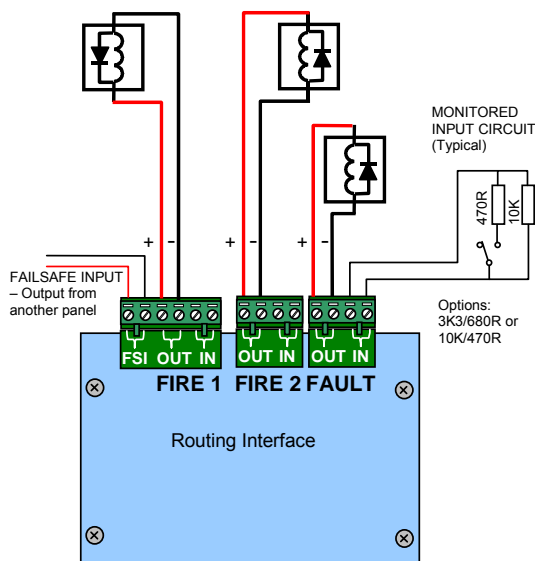 MONITORED
INPUT CIRCUIT
(Typical)
470R
10K
+ - + - + -
FAILSAFE INPUT
– Output from
another panel
Options:
3K3/680R or
10K/470R
FSI OUT IN OUT IN OUT IN
FIRE 1 FIRE 2 FAULT
Routing Interface